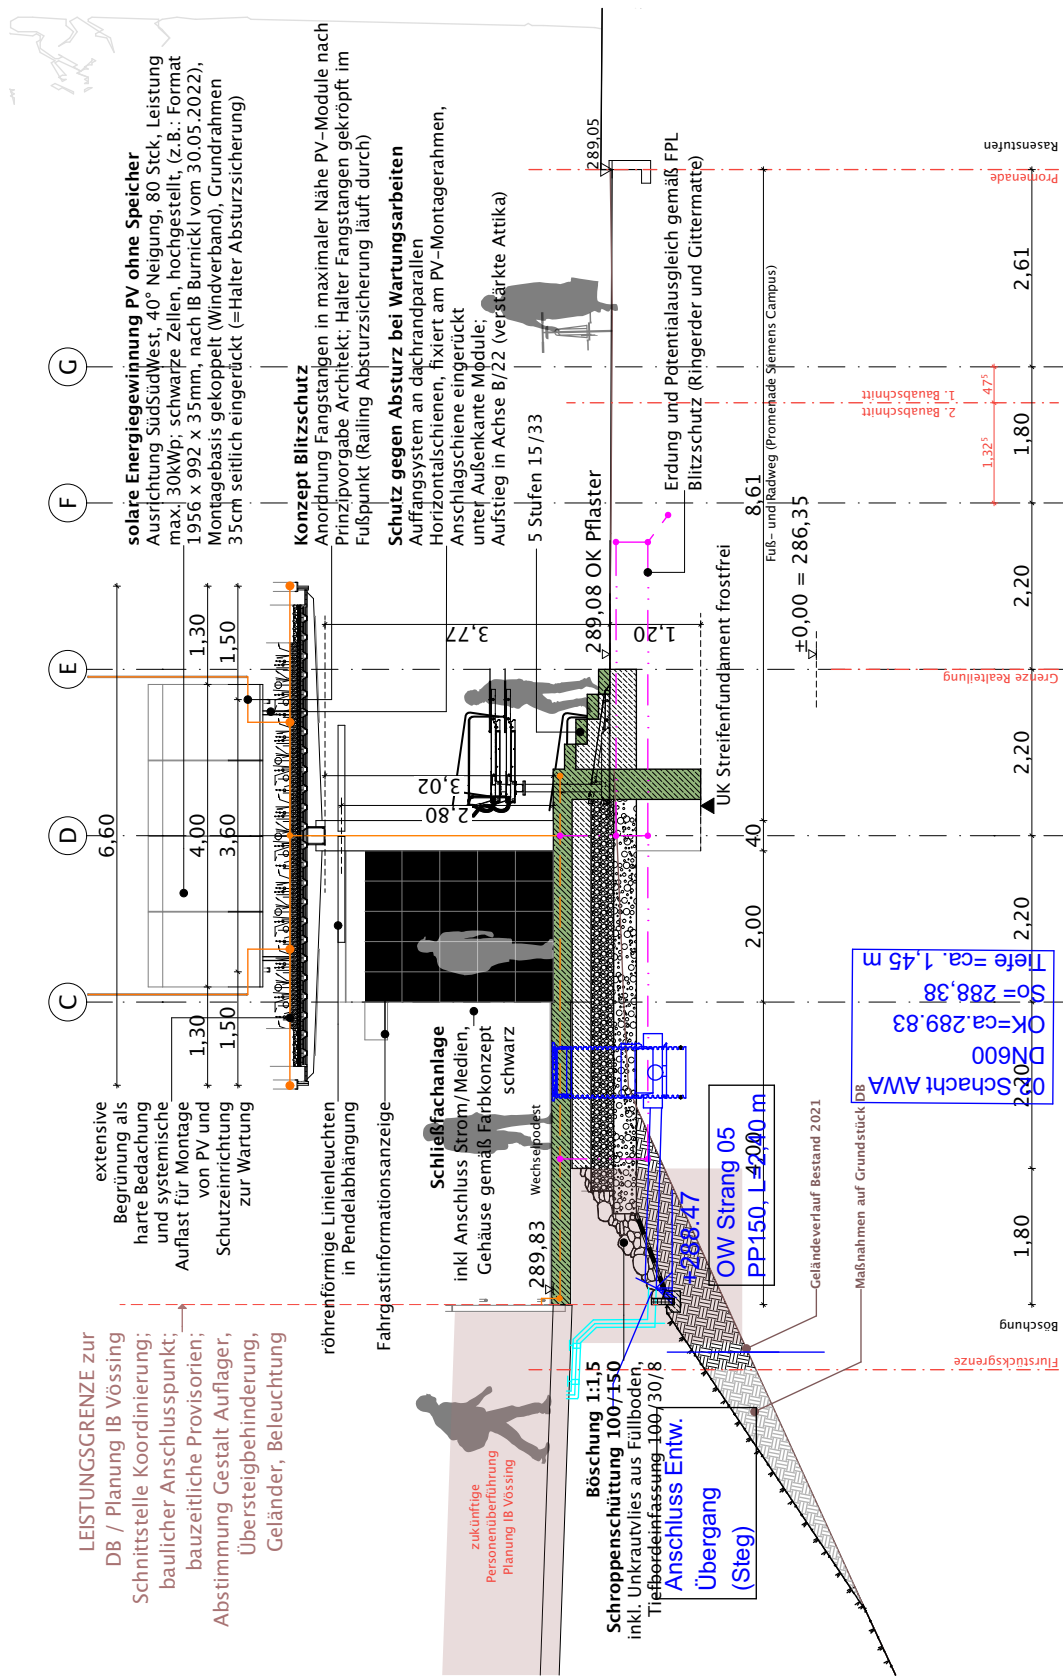 LEISTUNGSGRENZE zur
DB / Planung IB Vössing
Schnittstelle Koordinierung;
baulicher Anschlusspunkt;
bauzeitliche Provisorien;
Abstimmung Gestalt Auflager,
Übersteigbehinderung,
Geländer, Beleuchtung
extensive
Begrünung als
harte Bedachung
und systemische
Auflast für Montage
von PV und
Schutzeinrichtung
zur Wartung
C
D
E
F
G
6,60
1,30
4,00
1,30
1,50
3,60
1,50
solare Energiegewinnung PV ohne Speicher
Ausrichtung SüdSüdWest, 40° Neigung, 80 Stck, Leistung
max. 30kWp; schwarze Zellen, hochgestellt, (z.B.: Format
1956 x 992 x 35mm, nach IB Burnickl vom 30.05.2022),
Montagebasis gekoppelt (Windverband), Grundrahmen
35cm seitlich eingerückt (=Halter Absturzsicherung)
Konzept Blitzschutz
Anordnung Fangstangen in maximaler Nähe PV-Module nach
Prinzipvorgabe Architekt; Halter Fangstangen gekröpft im
Fußpunkt (Railing Absturzsicherung läuft durch)
Schutz gegen Absturz bei Wartungsarbeiten
Auffangsystem an dachrandparallen
Horizontalschienen, fixiert am PV-Montagerahmen,
Anschlagschiene eingerückt
unter Außenkante Module;
Aufstieg in Achse B/22 (verstärkte Attika)
5 Stufen 15/33
röhrenförmige Linienleuchten
in Pendelabhängung
Fahrgastinformationsanzeige
Schließfachanlage
inkl Anschluss Strom/Medien,
Gehäuse gemäß Farbkonzept
schwarz
Wechselpodest
289,83
2,80
3,02
3,77
1,20
289,08 OK Pflaster
289,05
zukünftige
Personenüberführung
Planung IB Vössing
Böschung 1:1,5
Schroppenschüttung 100/150
inkl. Unkrautvlies aus Füllboden,
Tiefbordeinfassung 100/30/8
Anschluss Entw.
Übergang
(Steg)
+288.47
OW Strang 05
PP150, L=2,40 m
02 Schacht AWA
DN600
OK=ca.289.83
So= 288,38
Tiefe =ca. 1,45 m
UK Streifenfundament frostfrei
Erdung und Potentialausgleich gemäß FPL
Blitzschutz (Ringerder und Gittermatte)
4,00
2,00
40
8,61
Fuß- und Radweg (Promenade Siemens Campus)
±0,00 = 286,35
Geländeverlauf Bestand 2021
Maßnahmen auf Grundstück DB
2. Bauabschnitt
1. Bauabschnitt
1,32⁵
47⁵
Flurstücksgrenze
Grenze Realteilung
Promenade
Böschung
Rasenstufen
1,80
2,20
2,20
2,20
2,20
1,80
2,61